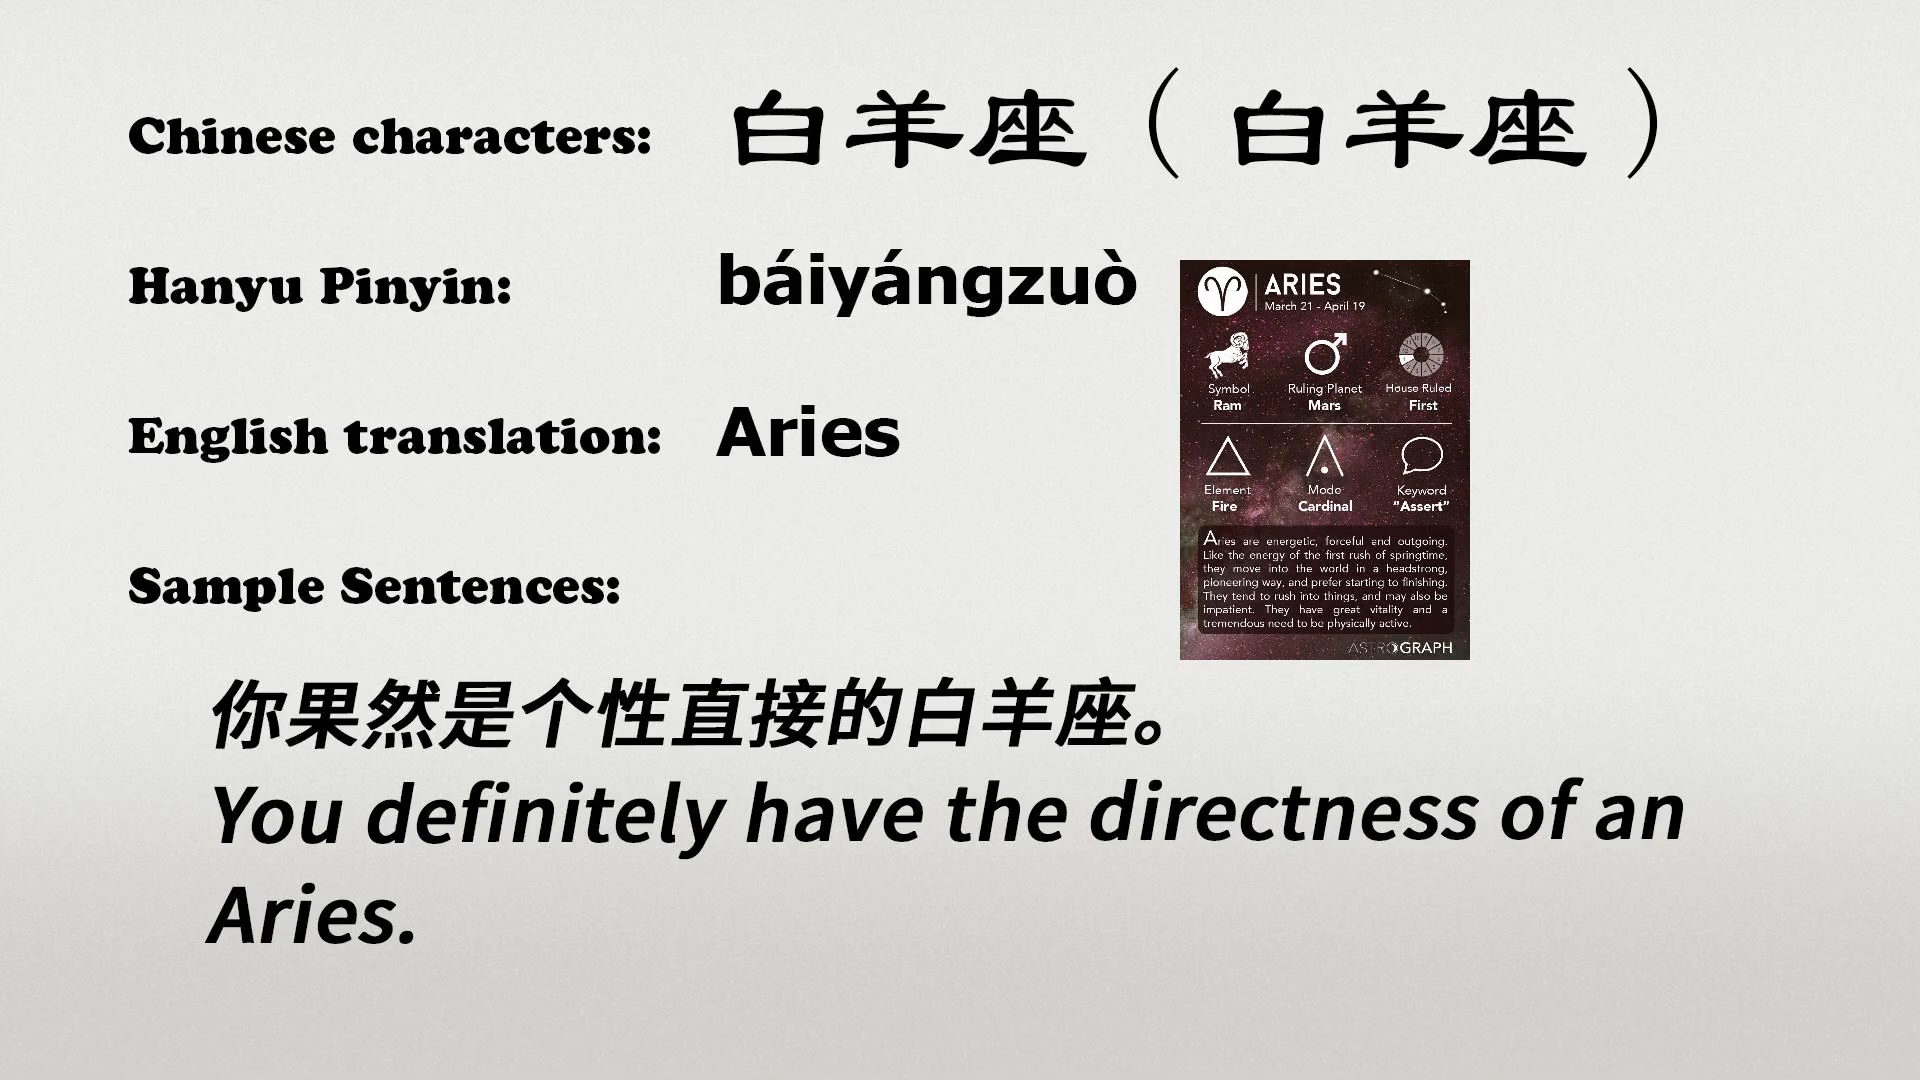 Chinese characters: 白羊座（白羊座）
Hanyu Pinyin: báiyángzuò
English translation: Aries
Sample Sentences:
ARIES
March 21 - April 19
Symbol Ruling Planet House Ruled
Ram Mars First
Element Mode Keyword
Fire Cardinal "Assert"
Aries are energetic, forceful and outgoing.
Like the energy of the first rush of springtime,
they move into the world in a headstrong,
pioneering way, and prefer starting to finishing.
They tend to rush into things, and may also be
impatient. They have great vitality and a
tremendous need to be physically active.
ASTROGRAPH
你果然是个性直接的白羊座。
You definitely have the directness of an
Aries.